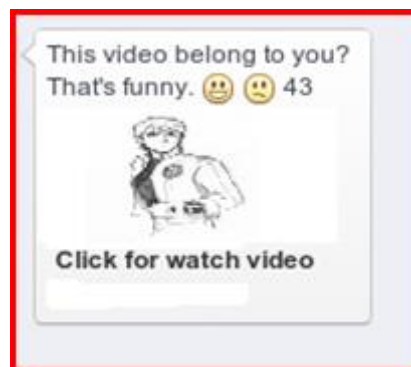 This video belong to you?
That's funny. 😀 🙁 43
Click for watch video